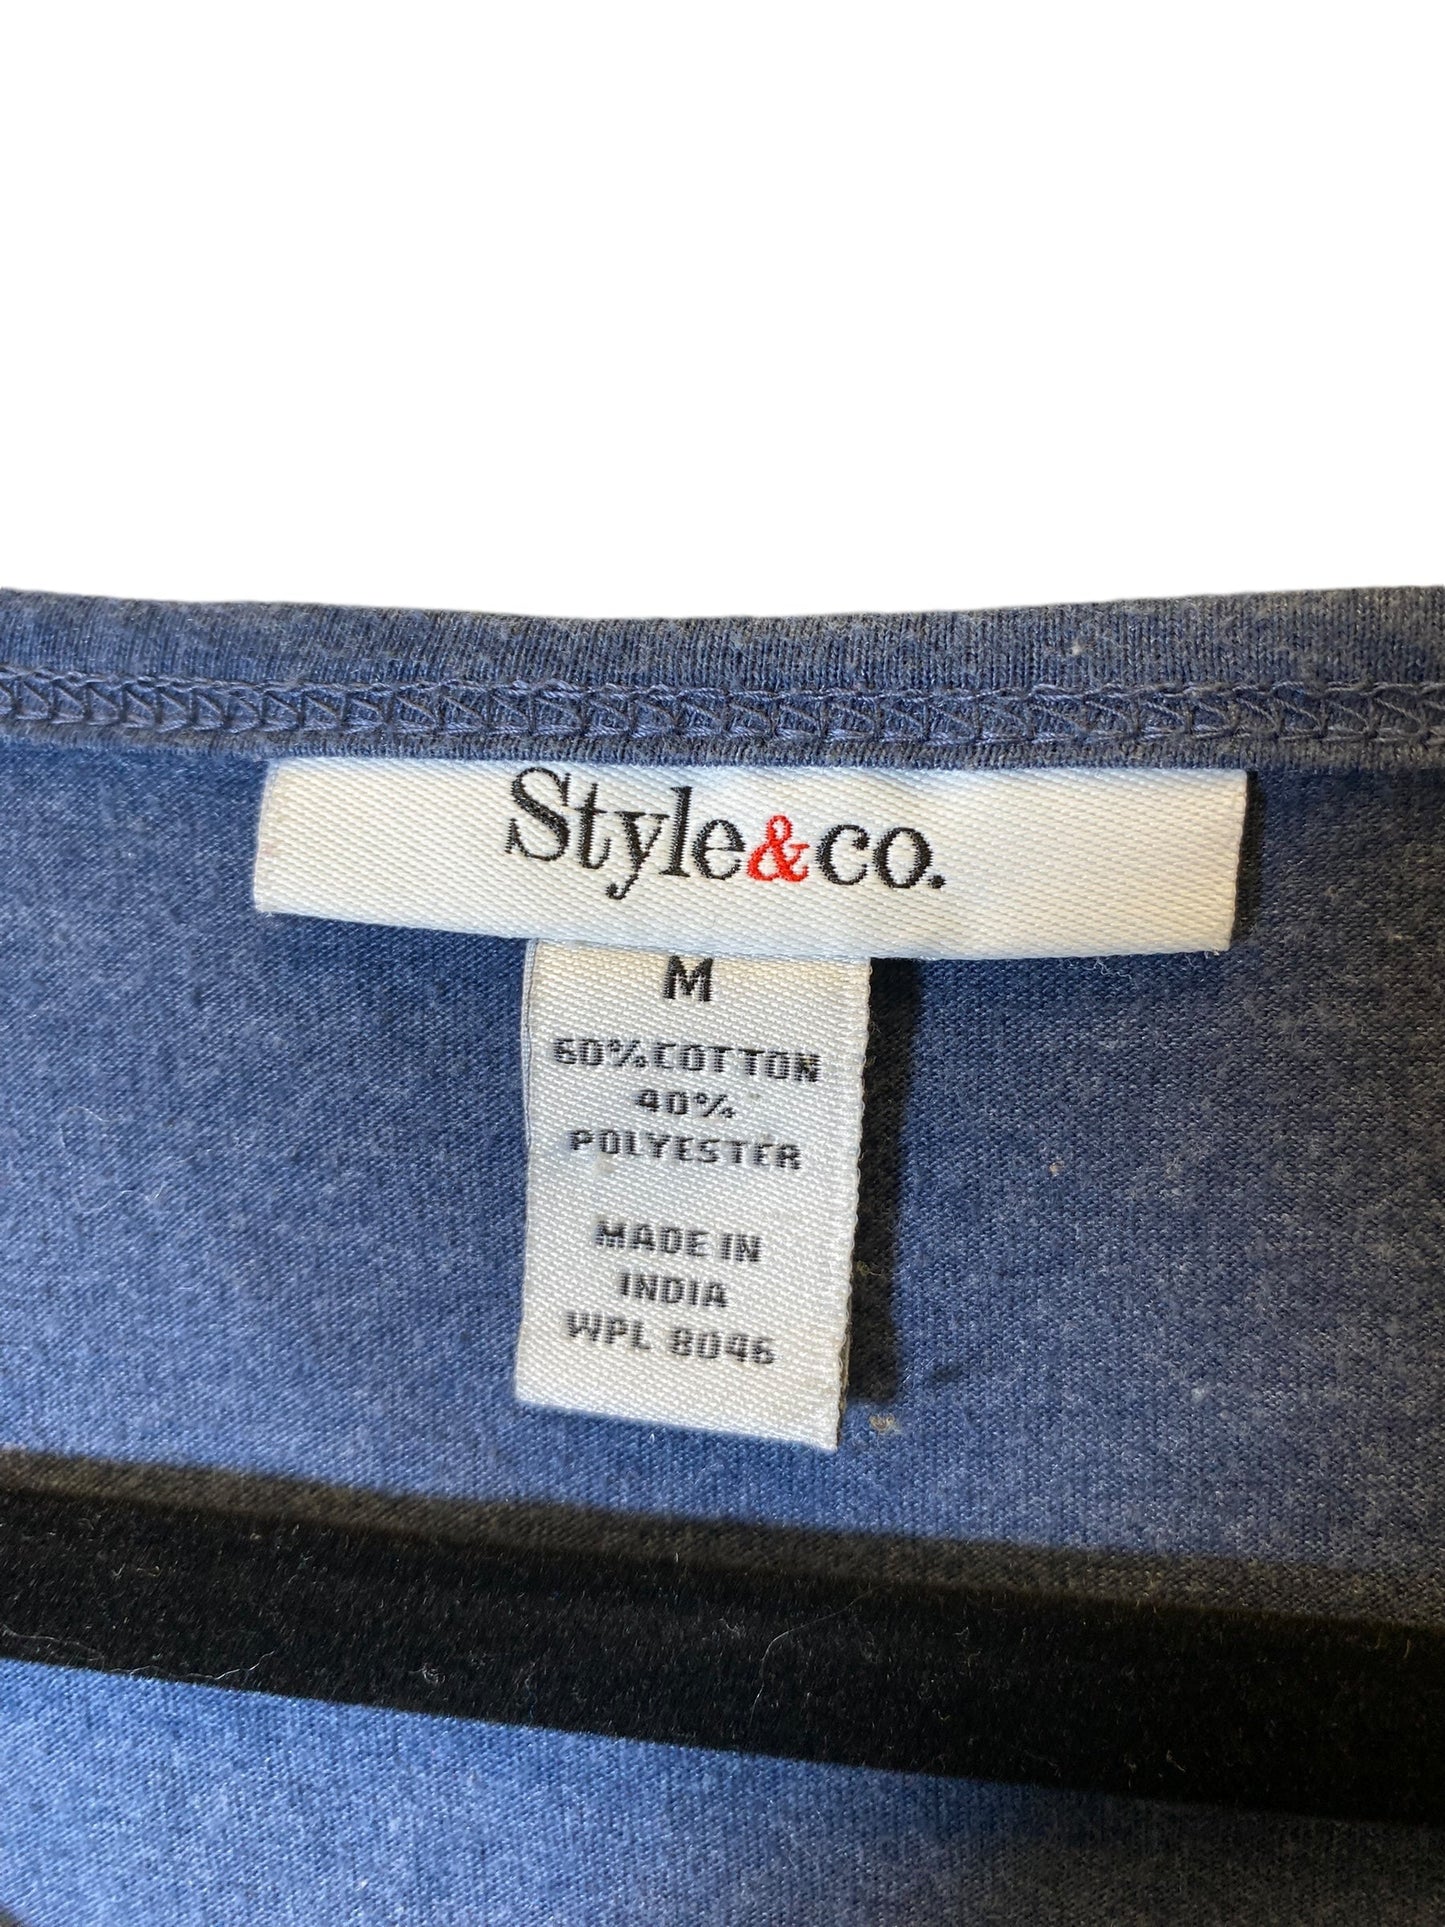 Style&co.
M
60% COTTON
40%
POLYESTER
MADE IN
INDIA
WPL 8046